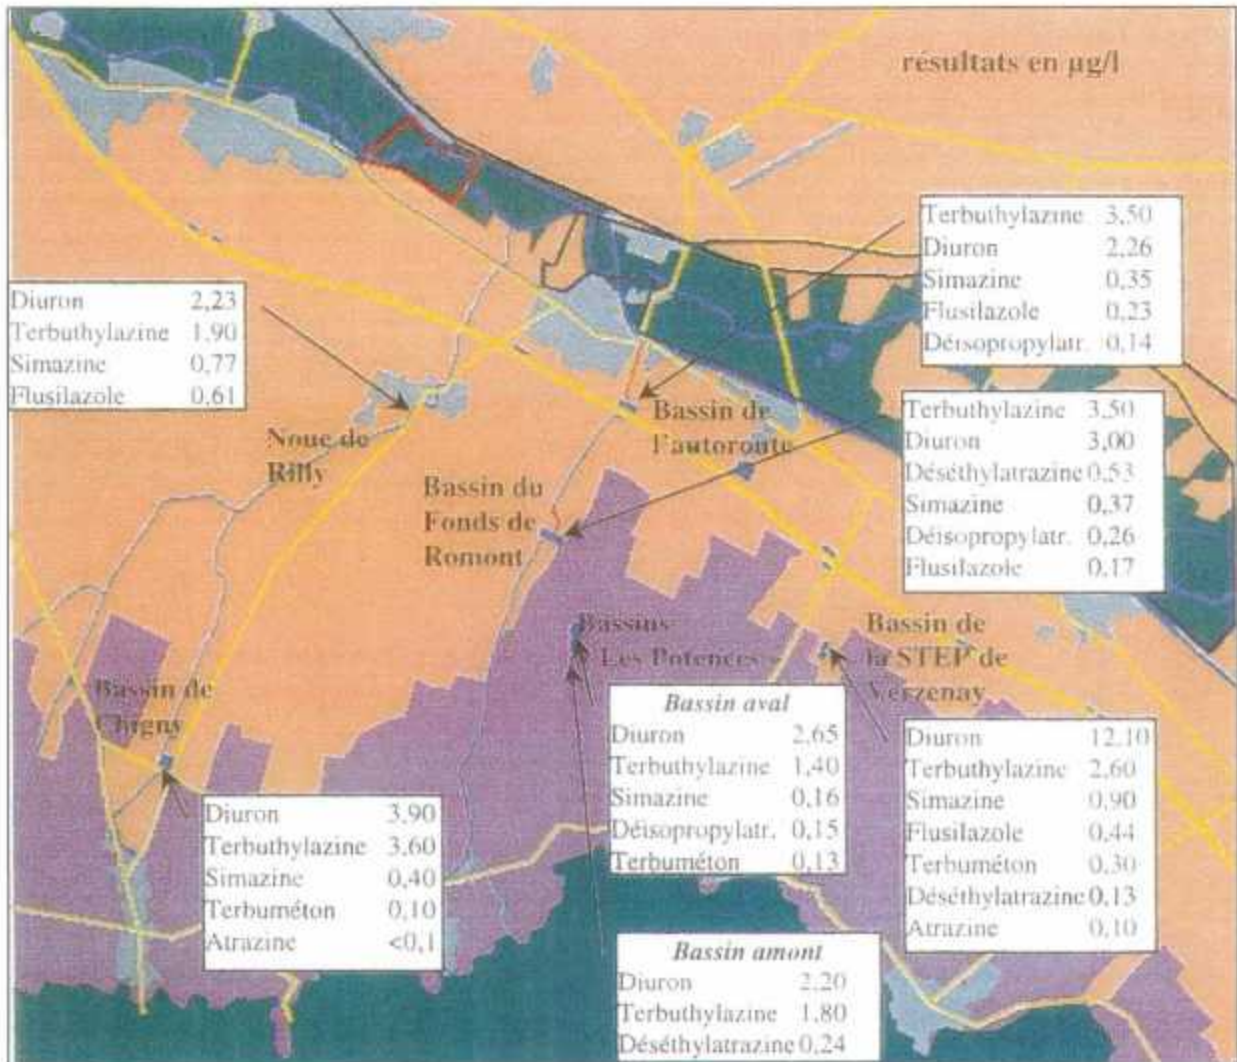 résultats en µg/l
Terbuthylazine 3,50
Diuron 2,26
Simazine 0,35
Flusilazole 0,23
Déisopropylatr. 0,14
Diuron 2,23
Terbuthylazine 1,90
Simazine 0,77
Flusilazole 0,61
Terbuthylazine 3,50
Diuron 3,00
Déséthylatrazine 0,53
Simazine 0,37
Déisopropylatr. 0,26
Flusilazole 0,17
Bassin de
l'autoroute
Noue de
Rilly
Bassin du
Fonds de
Romont
Bassins
Les Potences
Bassin de
la STEP de
Verzenay
Bassin de
Chigny
Bassin aval
Diuron 2,65
Terbuthylazine 1,40
Simazine 0,16
Déisopropylatr. 0,15
Terbuméton 0,13
Diuron 12,10
Terbuthylazine 2,60
Simazine 0,90
Flusilazole 0,44
Terbuméton 0,30
Déséthylatrazine 0,13
Atrazine 0,10
Diuron 3,90
Terbuthylazine 3,60
Simazine 0,40
Terbuméton 0,10
Atrazine <0,1
Bassin amont
Diuron 2,20
Terbuthylazine 1,80
Déséthylatrazine 0,24